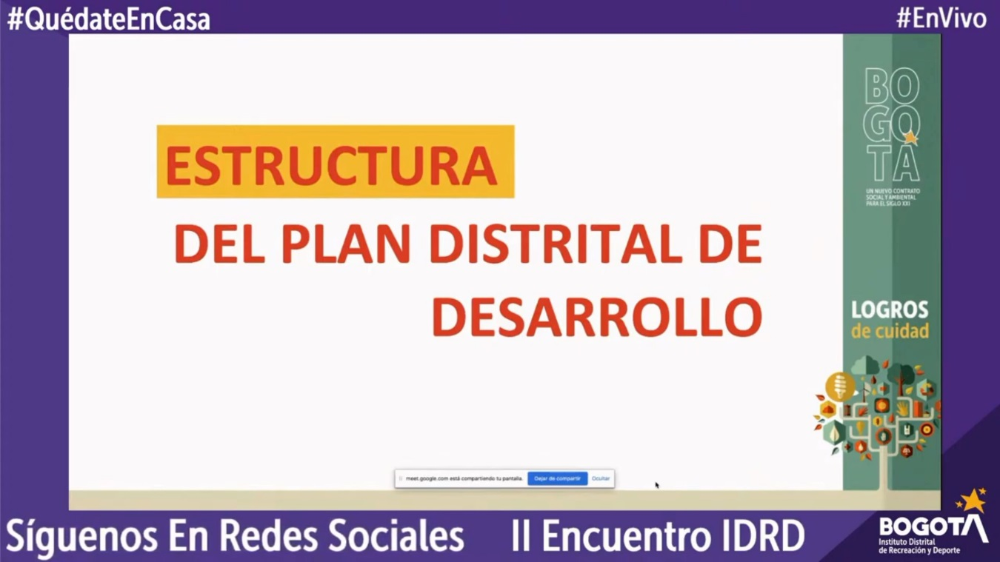 #QuédateEnCasa
#EnVivo
ESTRUCTURA
DEL PLAN DISTRITAL DE
DESARROLLO
BO
GO
TÁ
UN NUEVO CONTRATO
SOCIAL Y AMBIENTAL
PARA EL SIGLO XXI
LOGROS
de cuidad
meet.google.com está compartiendo tu pantalla.
Dejar de compartir
Ocultar
Síguenos En Redes Sociales
II Encuentro IDRD
BOGOTÁ
Instituto Distrital
de Recreación y Deporte